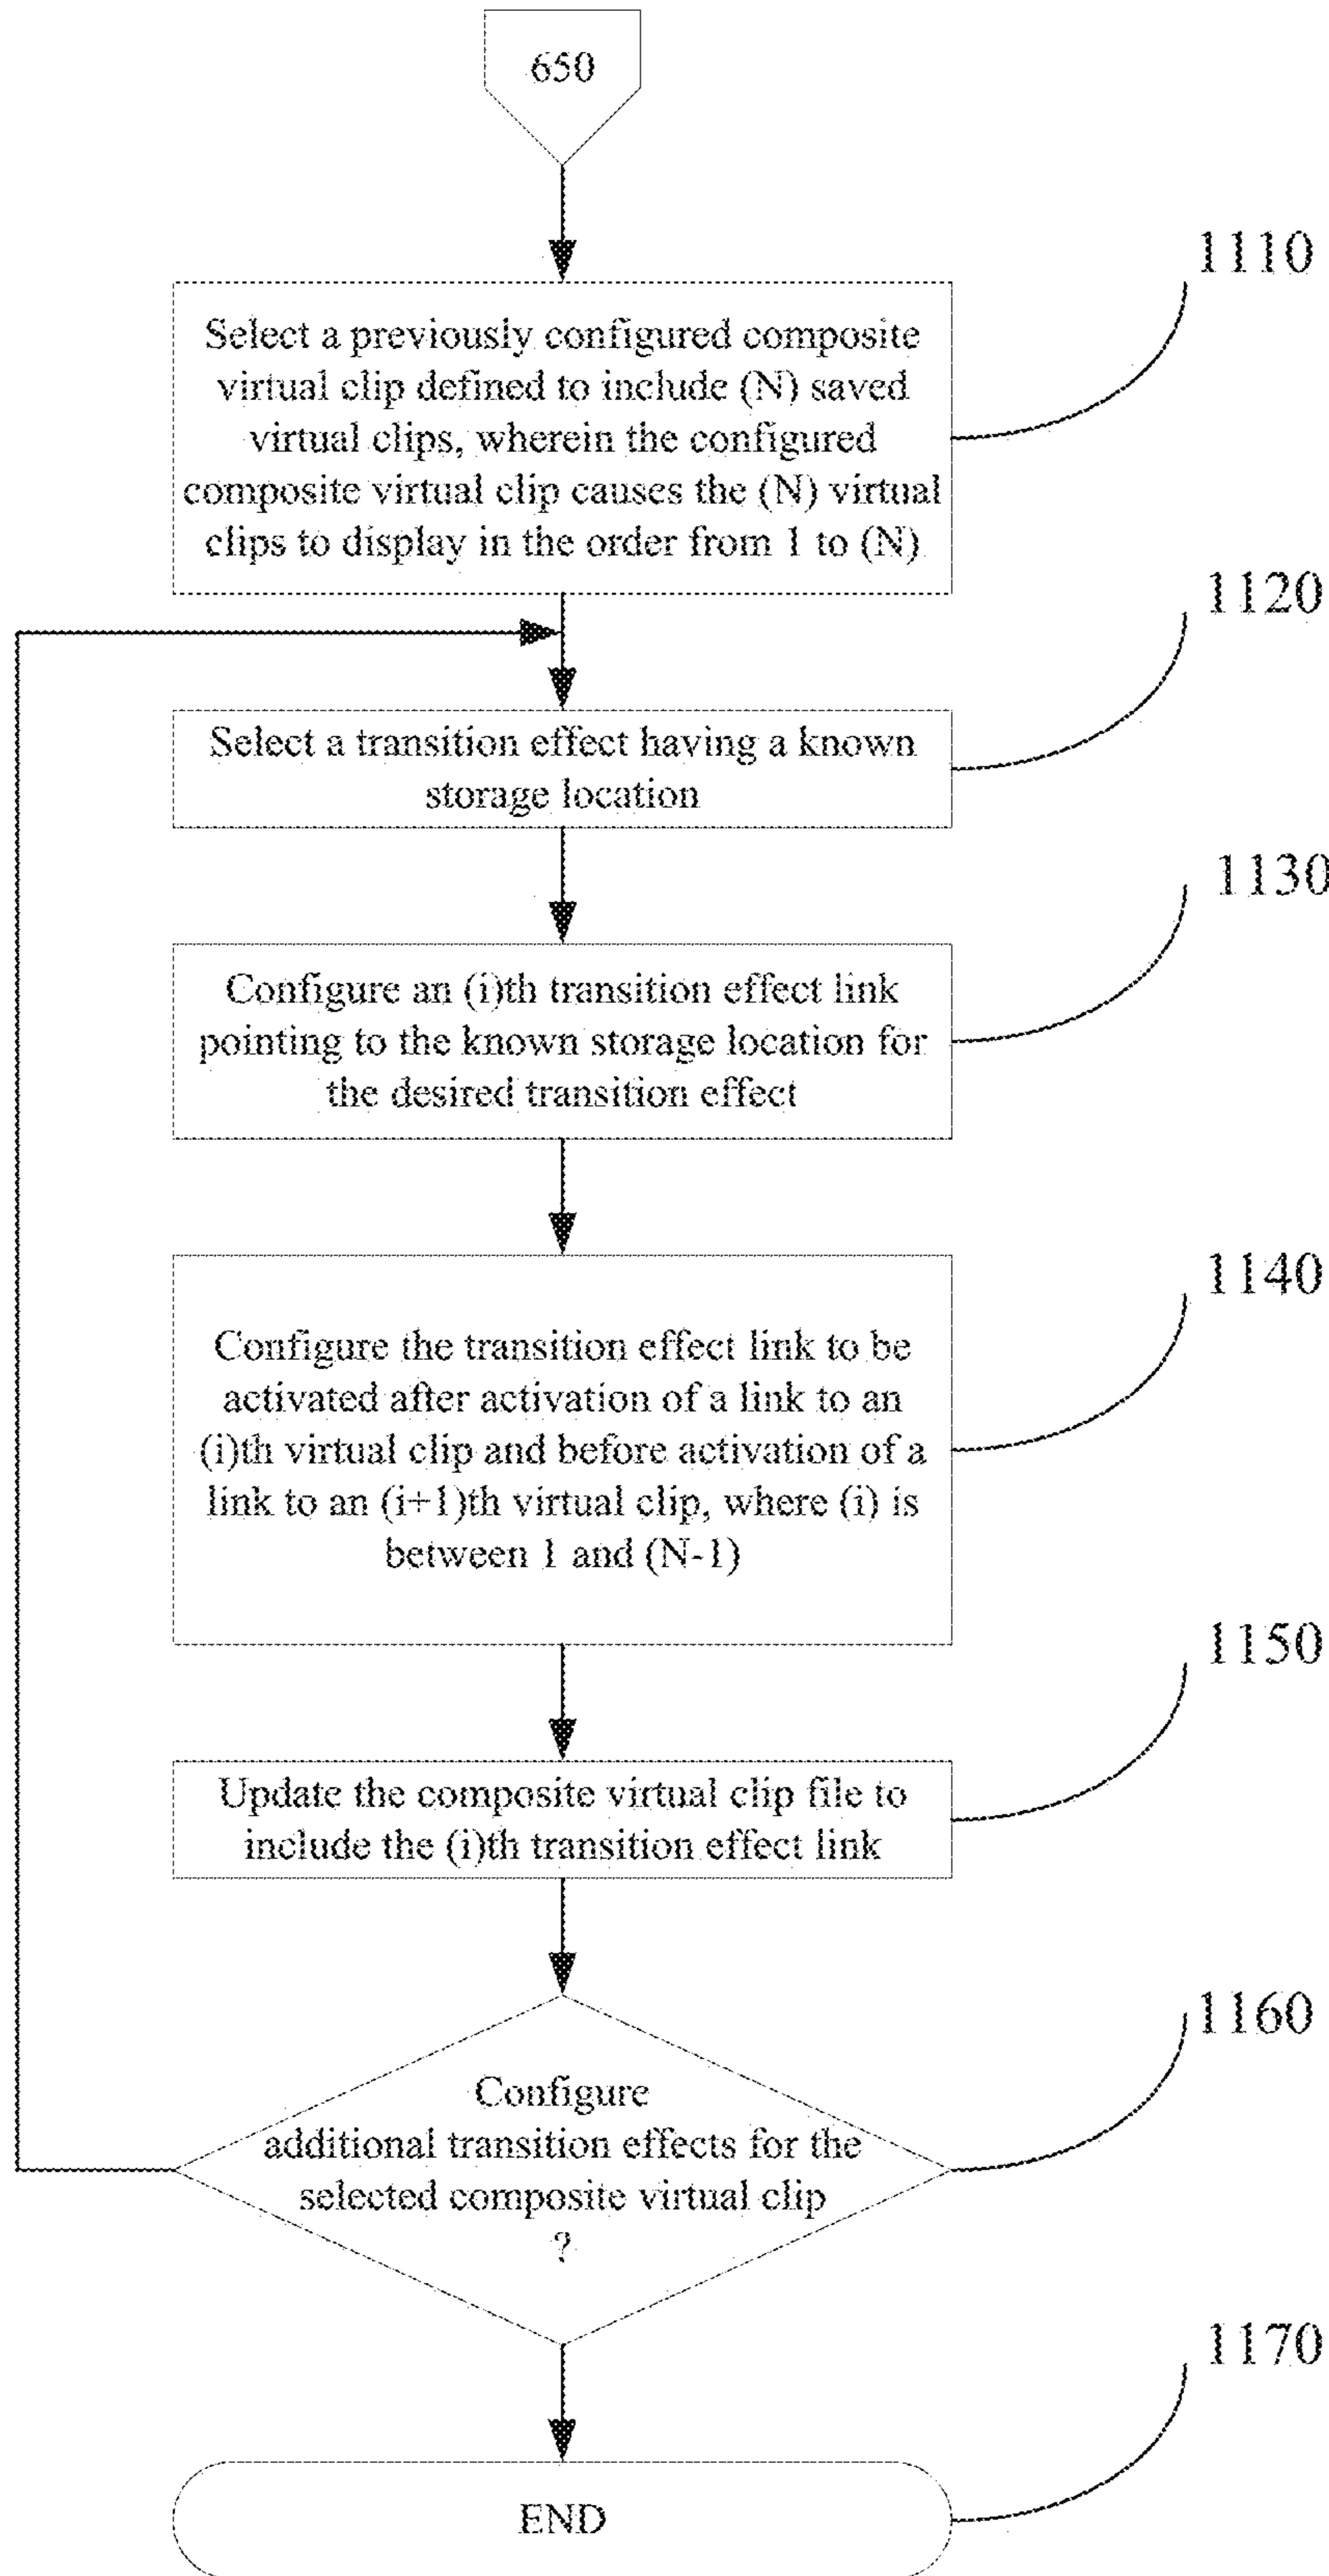 650
1110
Select a previously configured composite
virtual clip defined to include (N) saved
virtual clips, wherein the configured
composite virtual clip causes the (N) virtual
clips to display in the order from 1 to (N)
1120
Select a transition effect having a known
storage location
1130
Configure an (i)th transition effect link
pointing to the known storage location for
the desired transition effect
1140
Configure the transition effect link to be
activated after activation of a link to an
(i)th virtual clip and before activation of a
link to an (i+1)th virtual clip, where (i) is
between 1 and (N-1)
1150
Update the composite virtual clip file to
include the (i)th transition effect link
1160
Configure
additional transition effects for the
selected composite virtual clip
?
1170
END